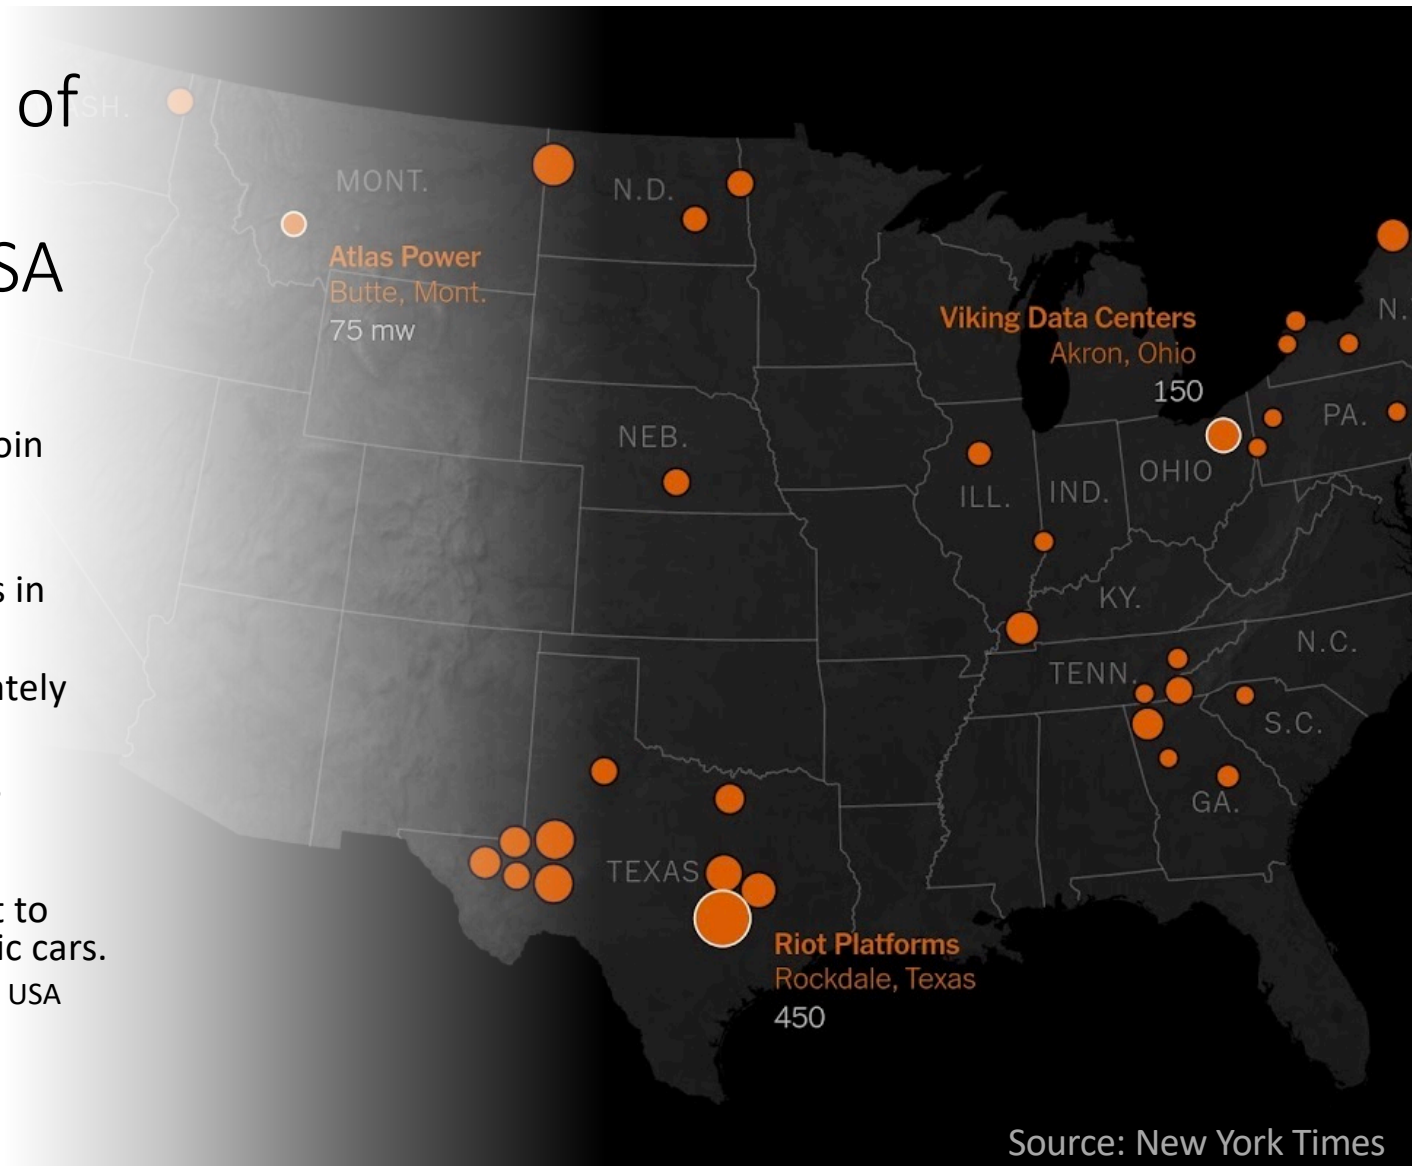 of
SA
oin
s in
ately
t to
ic cars.
USA
ASH.
MONT.
N.D.
Atlas Power
Butte, Mont.
75 mw
Viking Data Centers
Akron, Ohio
150
N.
NEB.
PA.
OHIO
ILL.
IND.
KY.
N.C.
TENN.
S.C.
GA.
TEXAS
Riot Platforms
Rockdale, Texas
450
Source: New York Times